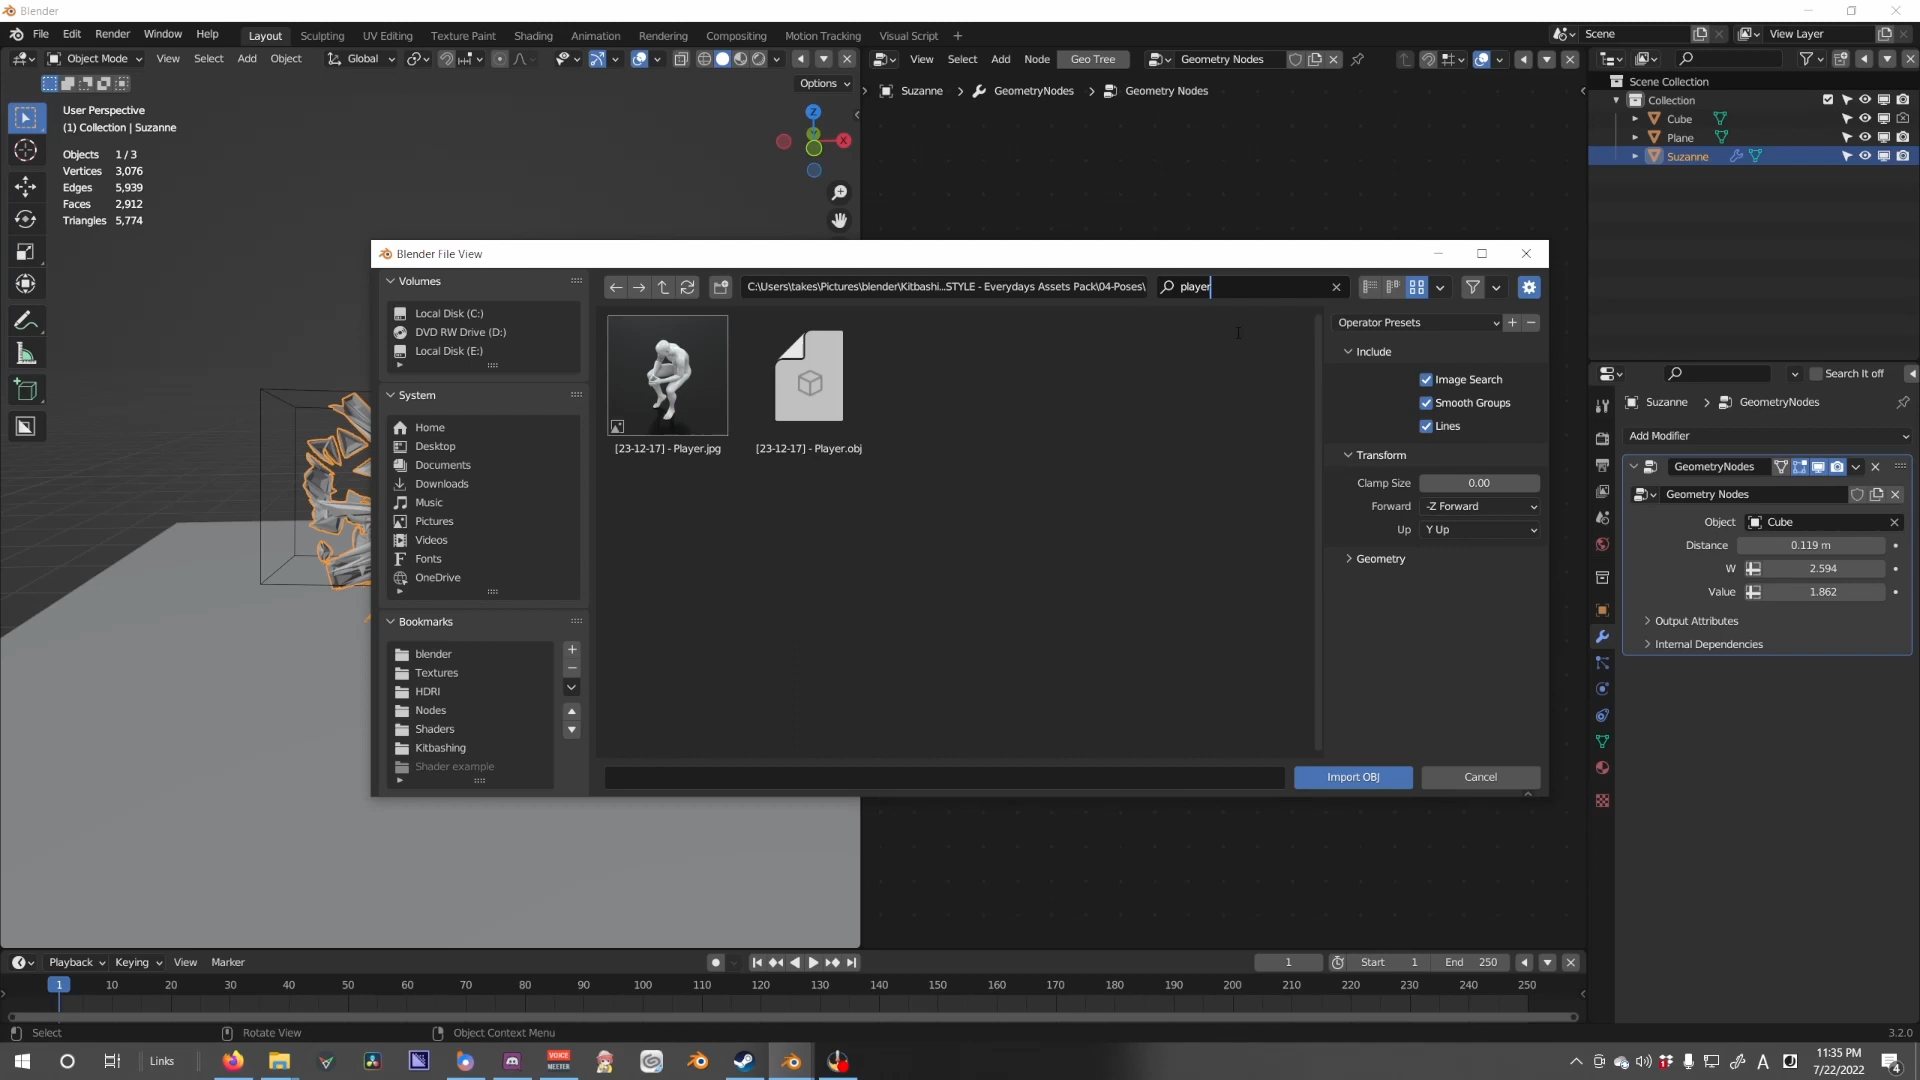 Blender
File Edit Render Window Help Layout Sculpting UV Editing Texture Paint Shading Animation Rendering Compositing Motion Tracking Visual Script + Scene View Layer
Object Mode View Select Add Object Global View Select Add Node Geo Tree Geometry Nodes
Options
Suzanne GeometryNodes Geometry Nodes
User Perspective
(1) Collection | Suzanne
Objects 1 / 3
Vertices 3,076
Edges 5,939
Faces 2,912
Triangles 5,774
Z
X
Scene Collection
Collection
Cube
Plane
Suzanne
Blender File View
Volumes
Local Disk (C:)
DVD RW Drive (D:)
Local Disk (E:)
System
Home
Desktop
Documents
Downloads
Music
Pictures
Videos
Fonts
OneDrive
Bookmarks
blender
Textures
HDRI
Nodes
Shaders
Kitbashing
Shader example
C:\Users\takes\Pictures\blender\Kitbashi...STYLE - Everydays Assets Pack\04-Poses\
player
[23-12-17] - Player.jpg
[23-12-17] - Player.obj
Operator Presets
Include
Image Search
Smooth Groups
Lines
Transform
Clamp Size 0.00
Forward -Z Forward
Up Y Up
Geometry
Import OBJ
Cancel
Search It off
Suzanne GeometryNodes
Add Modifier
GeometryNodes
Geometry Nodes
Object Cube
Distance 0.119 m
W 2.594
Value 1.862
Output Attributes
Internal Dependencies
Playback Keying View Marker 1 Start 1 End 250
1 10 20 30 40 50 60 70 80 90 100 110 120 130 140 150 160 170 180 190 200 210 220 230 240 250
Select Rotate View Object Context Menu 3.2.0
Links
VOICE
MEETER
A
11:35 PM
7/22/2022
4